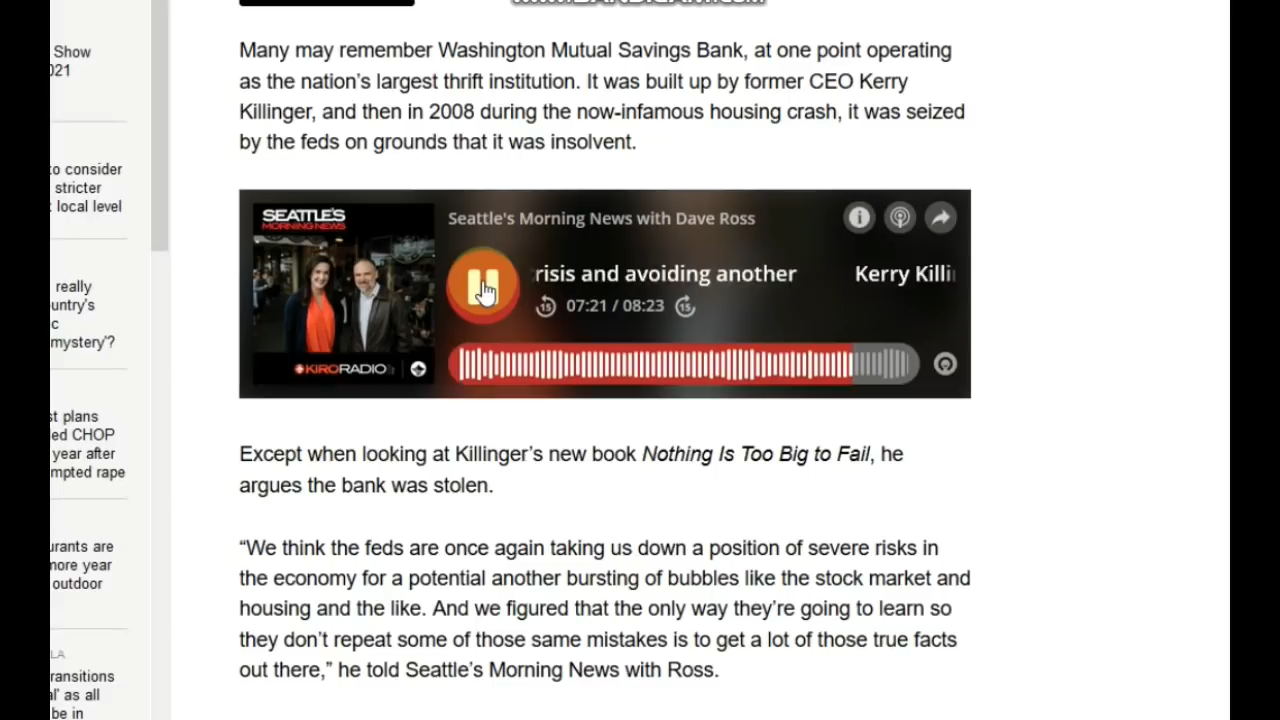 www.BANDICAM.com
Show
021
to consider
stricter
local level
really
untry's
c
mystery'?
st plans
ed CHOP
year after
mpted rape
urants are
more year
outdoor
LA
ransitions
al' as all
be in
Many may remember Washington Mutual Savings Bank, at one point operating
as the nation’s largest thrift institution. It was built up by former CEO Kerry
Killinger, and then in 2008 during the now-infamous housing crash, it was seized
by the feds on grounds that it was insolvent.
SEATTLE'S
MORNING NEWS
KIRORADIO
Seattle's Morning News with Dave Ross
risis and avoiding another Kerry Killi
15 07:21 / 08:23 15
Except when looking at Killinger’s new book Nothing Is Too Big to Fail, he
argues the bank was stolen.
“We think the feds are once again taking us down a position of severe risks in
the economy for a potential another bursting of bubbles like the stock market and
housing and the like. And we figured that the only way they’re going to learn so
they don’t repeat some of those same mistakes is to get a lot of those true facts
out there,” he told Seattle’s Morning News with Ross.